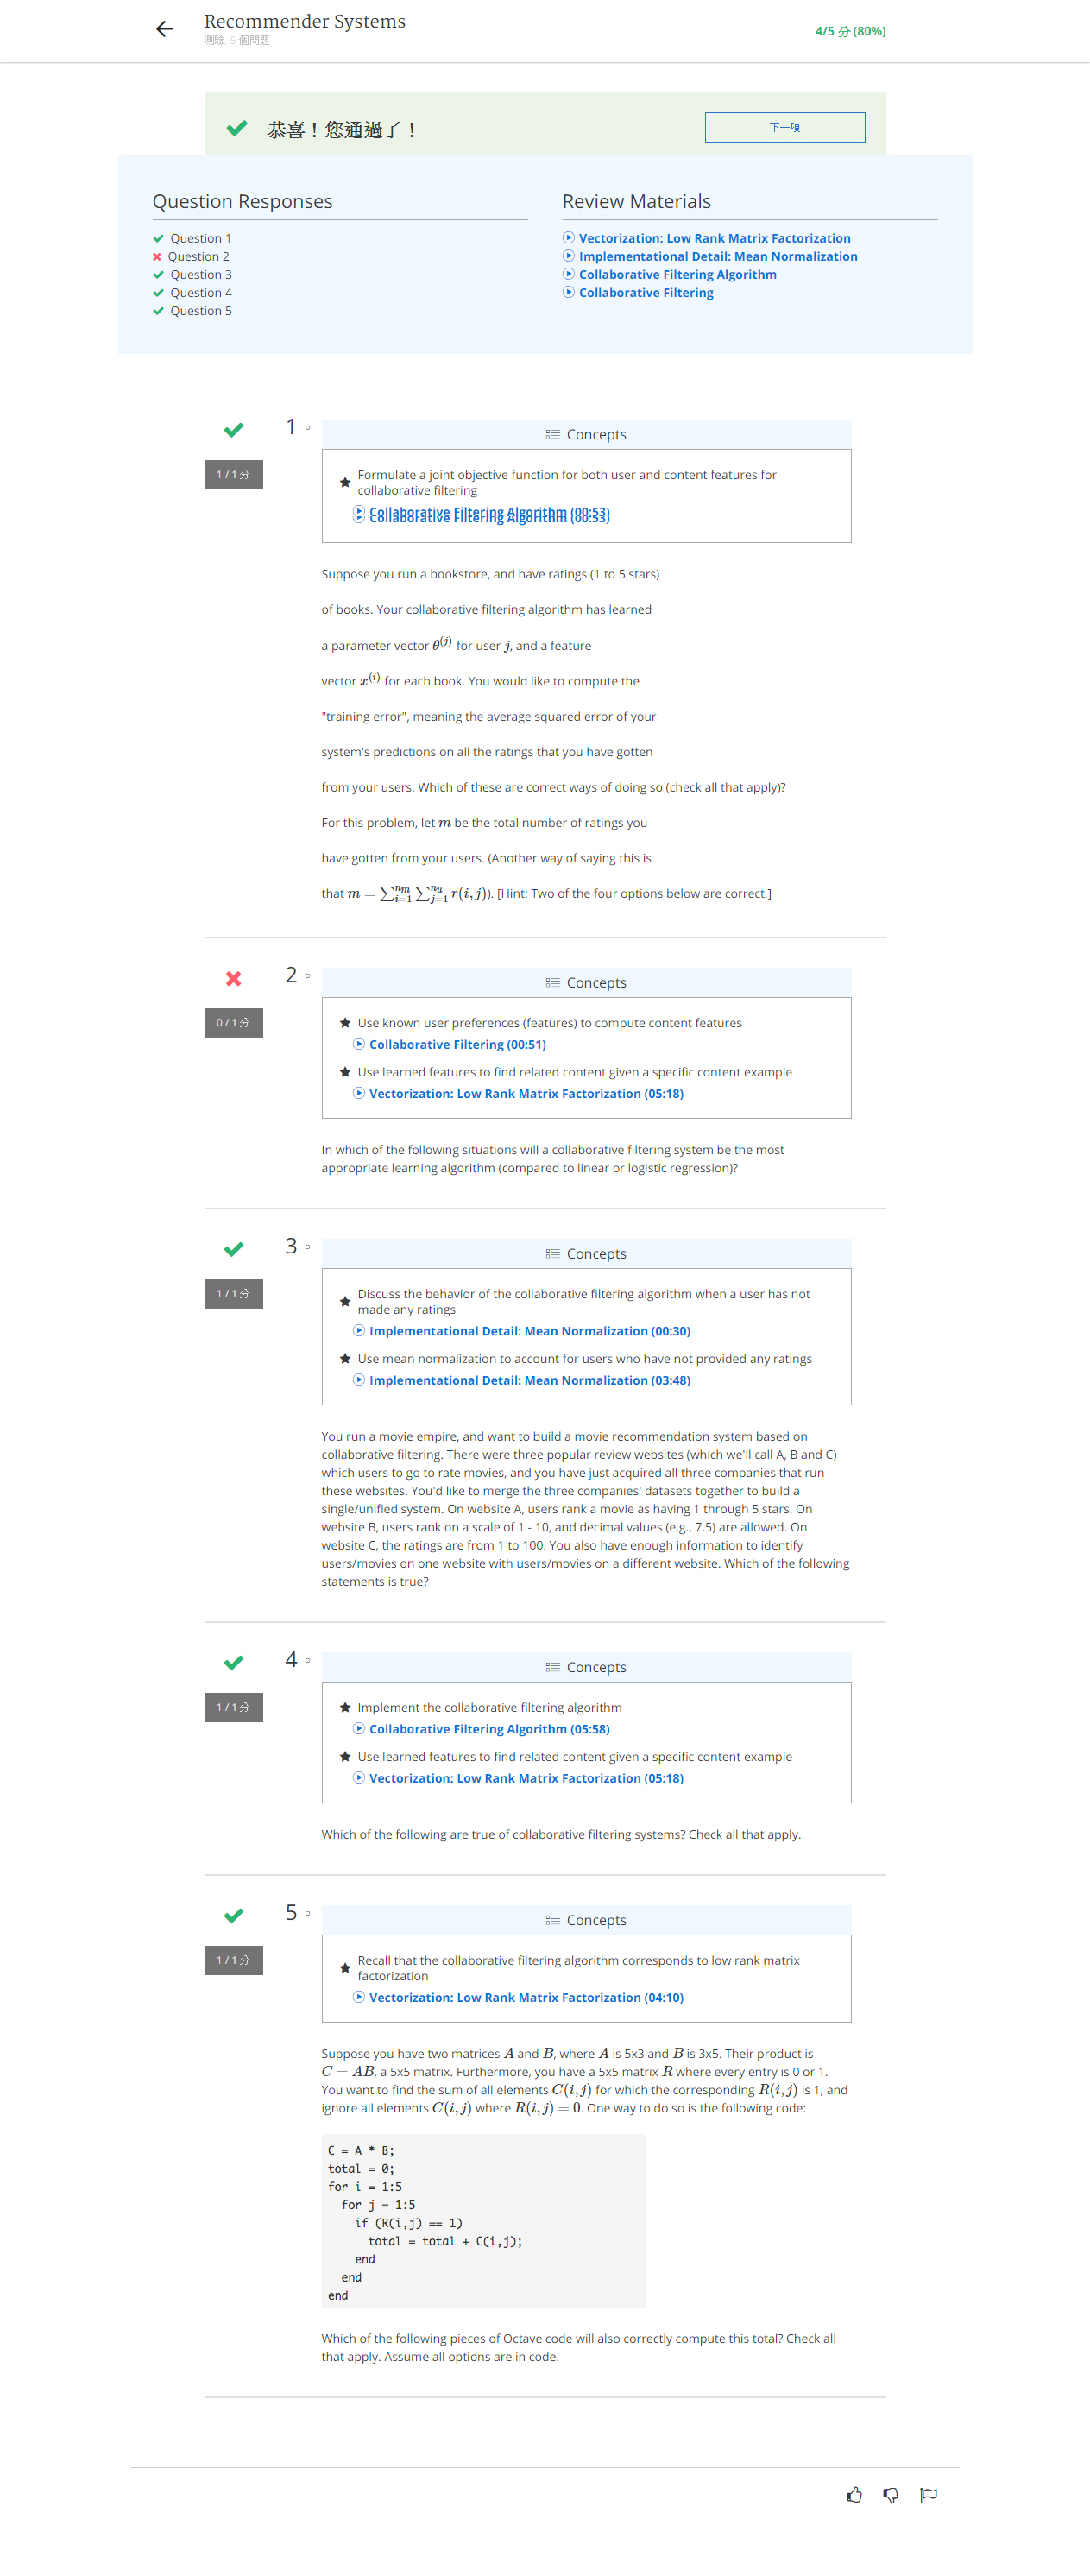 Recommender Systems
測驗, 5 個問題
4/5 分 (80%)
恭喜！您通過了！
下一項
Question Responses
Question 1
Question 2
Question 3
Question 4
Question 5
Review Materials
Vectorization: Low Rank Matrix Factorization
Implementational Detail: Mean Normalization
Collaborative Filtering Algorithm
Collaborative Filtering
1 / 1 分
1。
Concepts
Formulate a joint objective function for both user and content features for
collaborative filtering
Collaborative Filtering Algorithm (00:53)
Suppose you run a bookstore, and have ratings (1 to 5 stars)
of books. Your collaborative filtering algorithm has learned
a parameter vector θ^(j) for user j, and a feature
vector x^(i) for each book. You would like to compute the
"training error", meaning the average squared error of your
system's predictions on all the ratings that you have gotten
from your users. Which of these are correct ways of doing so (check all that apply)?
For this problem, let m be the total number of ratings you
have gotten from your users. (Another way of saying this is
that m = ∑_{i=1}^{n_m} ∑_{j=1}^{n_u} r(i,j)). [Hint: Two of the four options below are correct.]
0 / 1 分
2。
Concepts
Use known user preferences (features) to compute content features
Collaborative Filtering (00:51)
Use learned features to find related content given a specific content example
Vectorization: Low Rank Matrix Factorization (05:18)
In which of the following situations will a collaborative filtering system be the most
appropriate learning algorithm (compared to linear or logistic regression)?
1 / 1 分
3。
Concepts
Discuss the behavior of the collaborative filtering algorithm when a user has not
made any ratings
Implementational Detail: Mean Normalization (00:30)
Use mean normalization to account for users who have not provided any ratings
Implementational Detail: Mean Normalization (03:48)
You run a movie empire, and want to build a movie recommendation system based on
collaborative filtering. There were three popular review websites (which we'll call A, B and C)
which users to go to rate movies, and you have just acquired all three companies that run
these websites. You'd like to merge the three companies' datasets together to build a
single/unified system. On website A, users rank a movie as having 1 through 5 stars. On
website B, users rank on a scale of 1 - 10, and decimal values (e.g., 7.5) are allowed. On
website C, the ratings are from 1 to 100. You also have enough information to identify
users/movies on one website with users/movies on a different website. Which of the following
statements is true?
1 / 1 分
4。
Concepts
Implement the collaborative filtering algorithm
Collaborative Filtering Algorithm (05:58)
Use learned features to find related content given a specific content example
Vectorization: Low Rank Matrix Factorization (05:18)
Which of the following are true of collaborative filtering systems? Check all that apply.
1 / 1 分
5。
Concepts
Recall that the collaborative filtering algorithm corresponds to low rank matrix
factorization
Vectorization: Low Rank Matrix Factorization (04:10)
Suppose you have two matrices A and B, where A is 5x3 and B is 3x5. Their product is
C = AB, a 5x5 matrix. Furthermore, you have a 5x5 matrix R where every entry is 0 or 1.
You want to find the sum of all elements C(i,j) for which the corresponding R(i,j) is 1, and
ignore all elements C(i,j) where R(i,j) = 0. One way to do so is the following code:
C = A * B;
total = 0;
for i = 1:5
for j = 1:5
if (R(i,j) == 1)
total = total + C(i,j);
end
end
end
Which of the following pieces of Octave code will also correctly compute this total? Check all
that apply. Assume all options are in code.